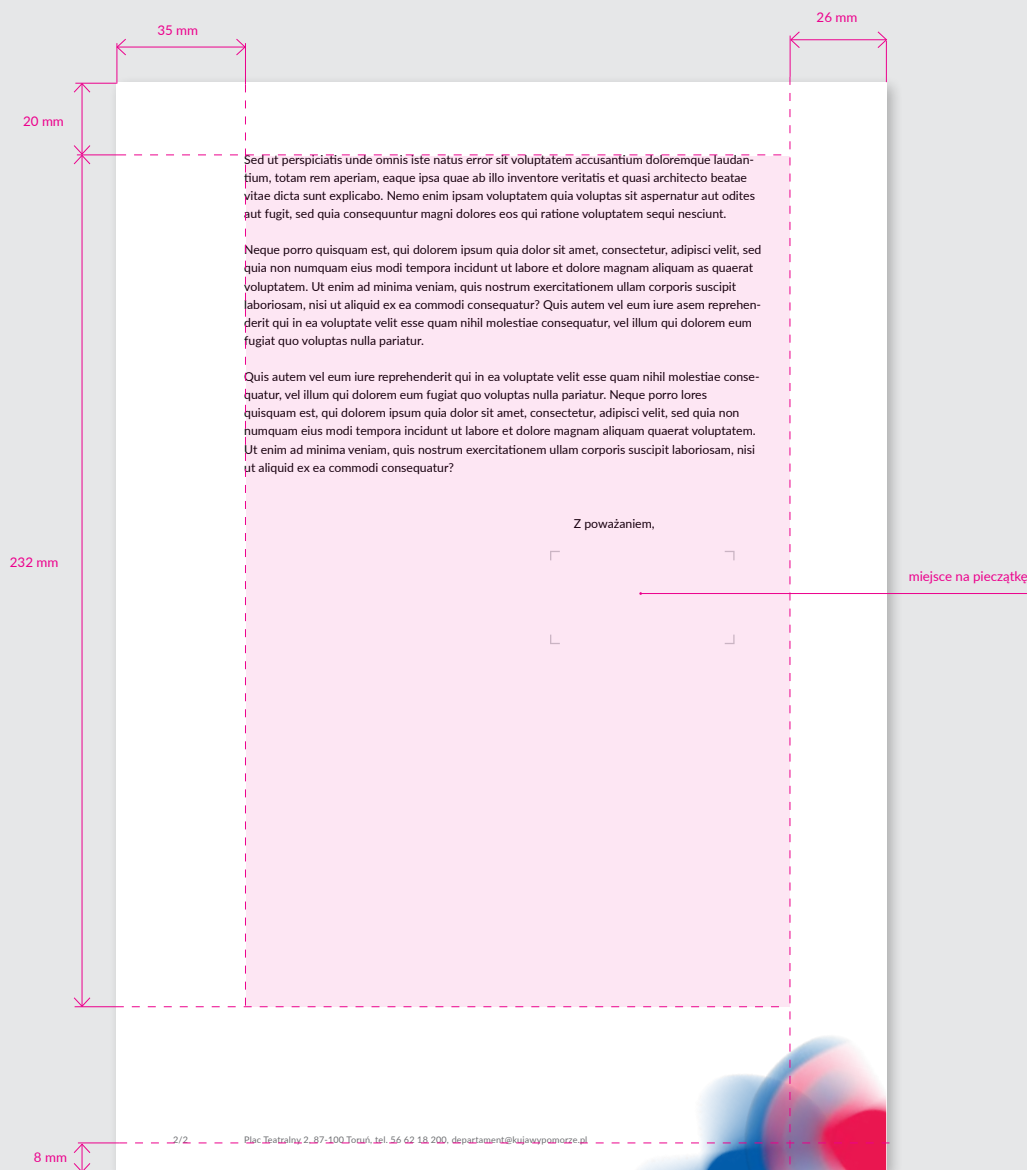 35 mm
26 mm
20 mm
Sed ut perspiciatis unde omnis iste natus error sit voluptatem accusantium doloremque laudan-
tium, totam rem aperiam, eaque ipsa quae ab illo inventore veritatis et quasi architecto beatae
vitae dicta sunt explicabo. Nemo enim ipsam voluptatem quia voluptas sit aspernatur aut odites
aut fugit, sed quia consequuntur magni dolores eos qui ratione voluptatem sequi nesciunt.
Neque porro quisquam est, qui dolorem ipsum quia dolor sit amet, consectetur, adipisci velit, sed
quia non numquam eius modi tempora incidunt ut labore et dolore magnam aliquam as quaerat
voluptatem. Ut enim ad minima veniam, quis nostrum exercitationem ullam corporis suscipit
laboriosam, nisi ut aliquid ex ea commodi consequatur? Quis autem vel eum iure asem reprehen-
derit qui in ea voluptate velit esse quam nihil molestiae consequatur, vel illum qui dolorem eum
fugiat quo voluptas nulla pariatur.
Quis autem vel eum iure reprehenderit qui in ea voluptate velit esse quam nihil molestiae conse-
quatur, vel illum qui dolorem eum fugiat quo voluptas nulla pariatur. Neque porro lores
quisquam est, qui dolorem ipsum quia dolor sit amet, consectetur, adipisci velit, sed quia non
numquam eius modi tempora incidunt ut labore et dolore magnam aliquam quaerat voluptatem.
Ut enim ad minima veniam, quis nostrum exercitationem ullam corporis suscipit laboriosam, nisi
ut aliquid ex ea commodi consequatur?
Z poważaniem,
232 mm
miejsce na pieczątkę
2/2 Plac Teatralny 2, 87-100 Toruń, tel. 56 62 18 200, departament@kujawypomorze.pl
8 mm